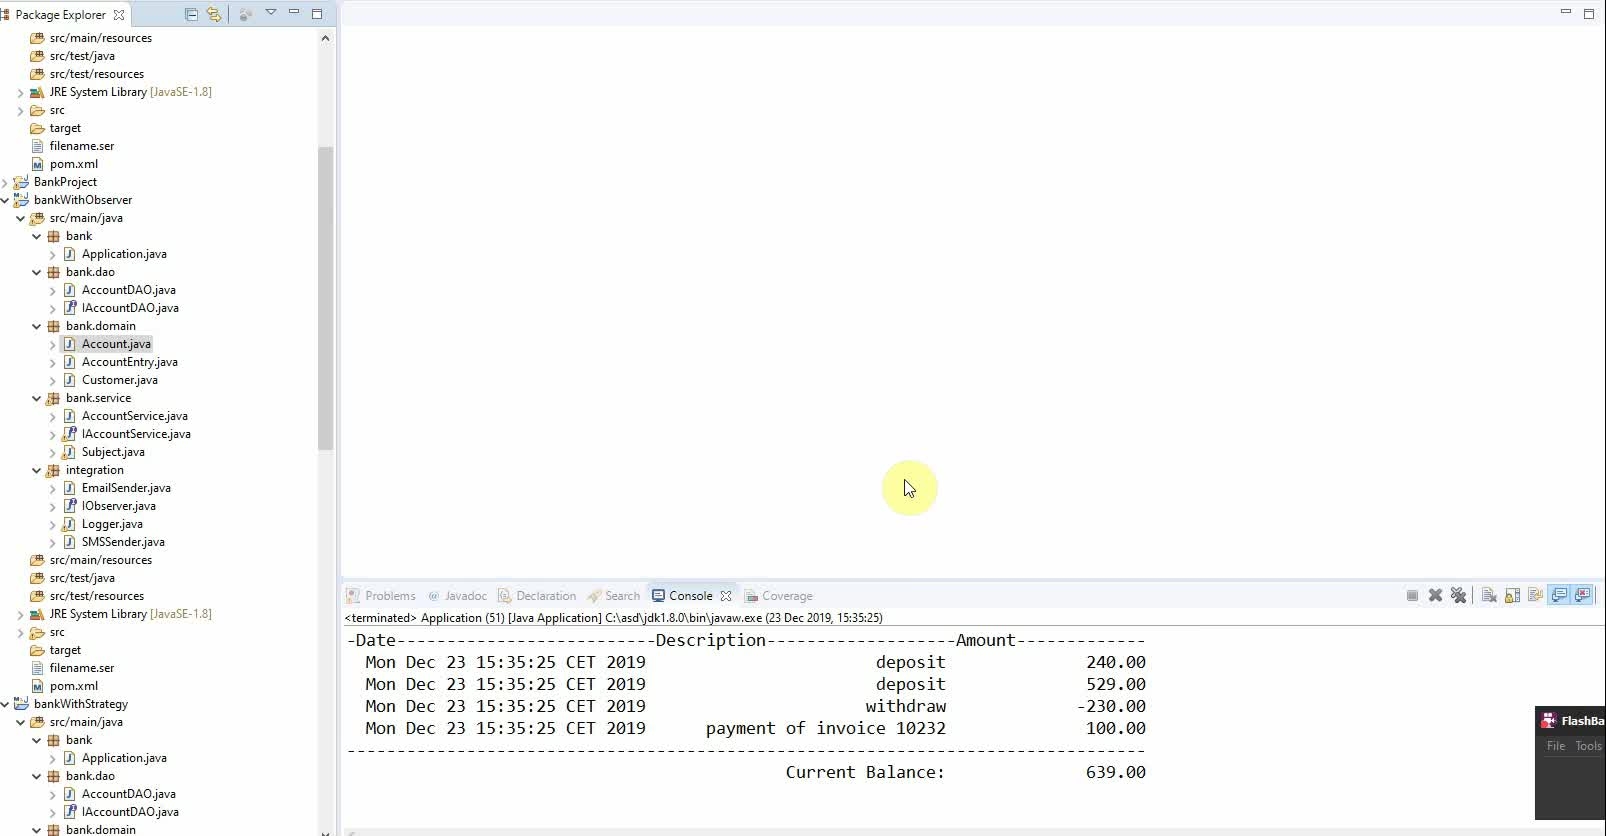 Package Explorer
src/main/resources
src/test/java
src/test/resources
JRE System Library [JavaSE-1.8]
src
target
filename.ser
pom.xml
BankProject
bankWithObserver
src/main/java
bank
Application.java
bank.dao
AccountDAO.java
IAccountDAO.java
bank.domain
Account.java
AccountEntry.java
Customer.java
bank.service
AccountService.java
IAccountService.java
Subject.java
integration
EmailSender.java
IObserver.java
Logger.java
SMSSender.java
src/main/resources
src/test/java
src/test/resources
JRE System Library [JavaSE-1.8]
src
target
filename.ser
pom.xml
bankWithStrategy
src/main/java
bank
Application.java
bank.dao
AccountDAO.java
IAccountDAO.java
bank.domain
Problems @ Javadoc Declaration Search Console Coverage
<terminated> Application (51) [Java Application] C:\asd\jdk1.8.0\bin\javaw.exe (23 Dec 2019, 15:35:25)
-Date--------------------------Description-------------------Amount-------------
Mon Dec 23 15:35:25 CET 2019 deposit 240.00
Mon Dec 23 15:35:25 CET 2019 deposit 529.00
Mon Dec 23 15:35:25 CET 2019 withdraw -230.00
Mon Dec 23 15:35:25 CET 2019 payment of invoice 10232 100.00
--------------------------------------------------------------------------------
Current Balance: 639.00
FlashBa
File Tools